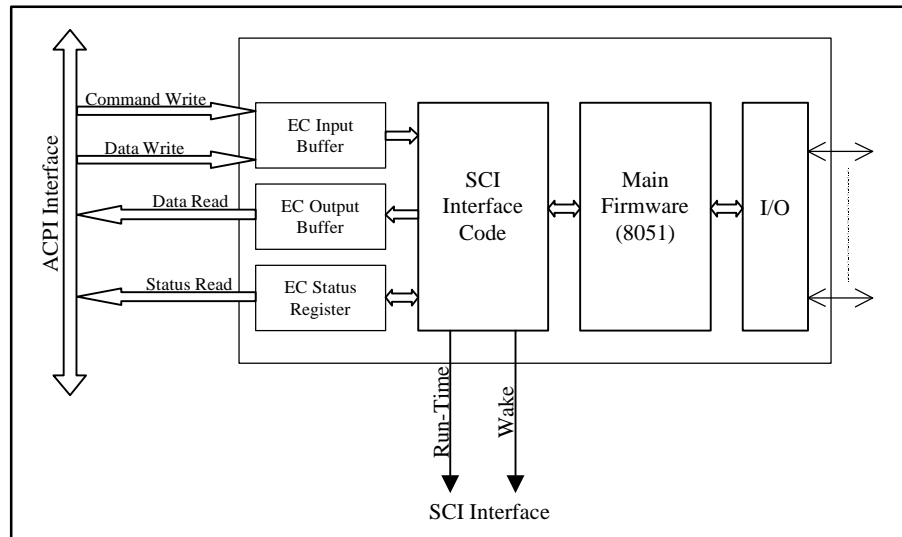 Command Write
Data Write
Data Read
Status Read
ACPI Interface
EC Input
Buffer
EC Output
Buffer
EC Status
Register
SCI
Interface
Code
Main
Firmware
(8051)
I/O
Run-Time
Wake
SCI Interface